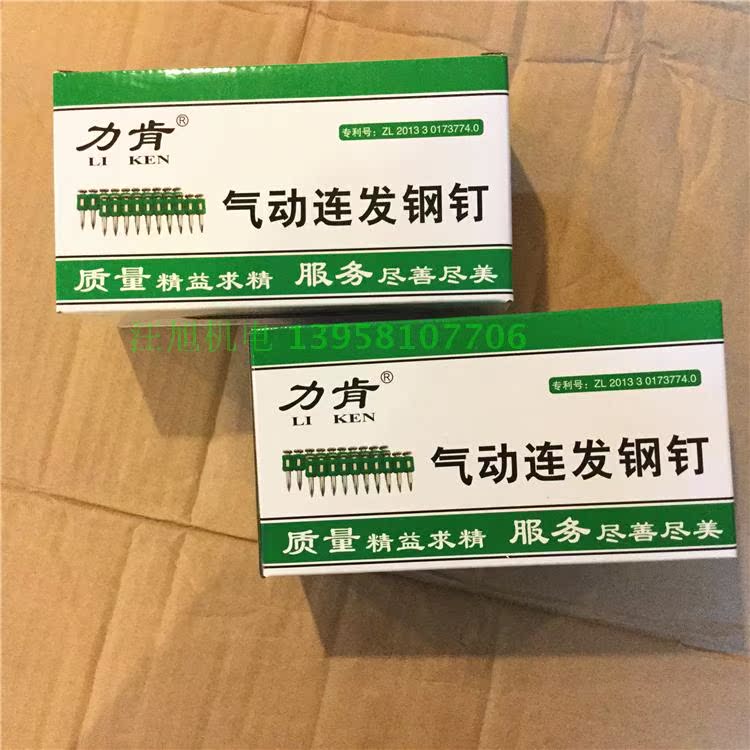 力肯®
LI KEN
专利号：ZL 2013 3 0173774.0
气动连发钢钉
质量 精益求精 服务 尽善尽美
注旭机电 13958107706
力肯®
LI KEN
专利号：ZL 2013 3 0173774.0
气动连发钢钉
质量 精益求精 服务 尽善尽美